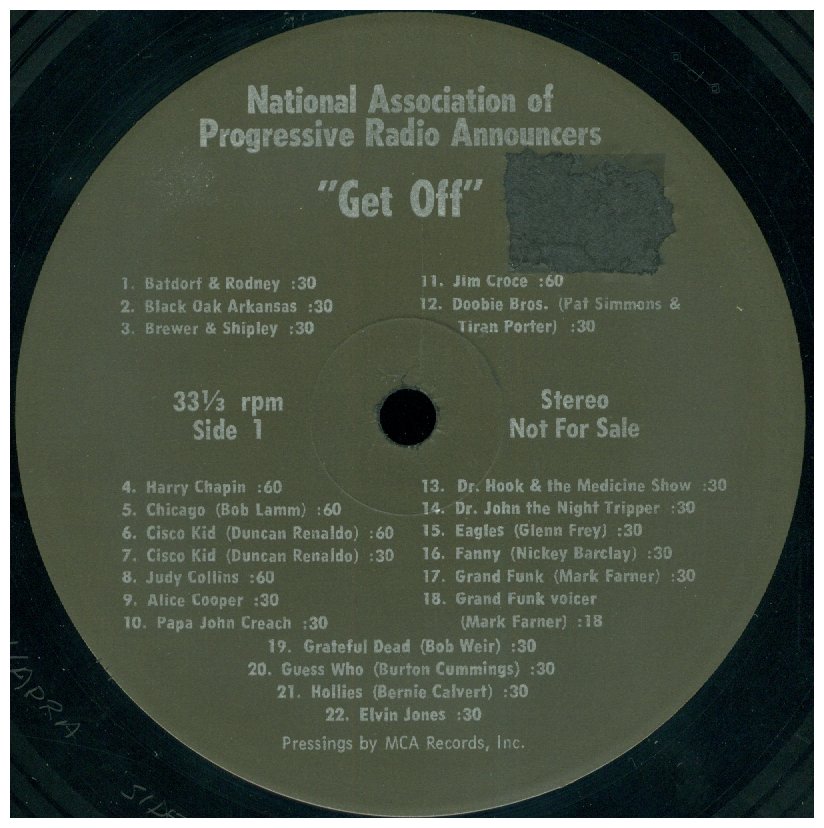 National Association of
Progressive Radio Announcers
"Get Off"
1. Batdorf & Rodney :30
2. Black Oak Arkansas :30
3. Brewer & Shipley :30
11. Jim Croce :60
12. Doobie Bros. (Pat Simmons &
Tiran Porter) :30
33⅓ rpm
Side 1
Stereo
Not For Sale
4. Harry Chapin :60
5. Chicago (Bob Lamm) :60
6. Cisco Kid (Duncan Renaldo) :60
7. Cisco Kid (Duncan Renaldo) :30
8. Judy Collins :60
9. Alice Cooper :30
10. Papa John Creach :30
13. Dr. Hook & the Medicine Show :30
14. Dr. John the Night Tripper :30
15. Eagles (Glenn Frey) :30
16. Fanny (Nickey Barclay) :30
17. Grand Funk (Mark Farner) :30
18. Grand Funk voicer
(Mark Farner) :18
19. Grateful Dead (Bob Weir) :30
20. Guess Who (Burton Cummings) :30
21. Hollies (Bernie Calvert) :30
22. Elvin Jones :30
Pressings by MCA Records, Inc.
NAPRA
SIDE